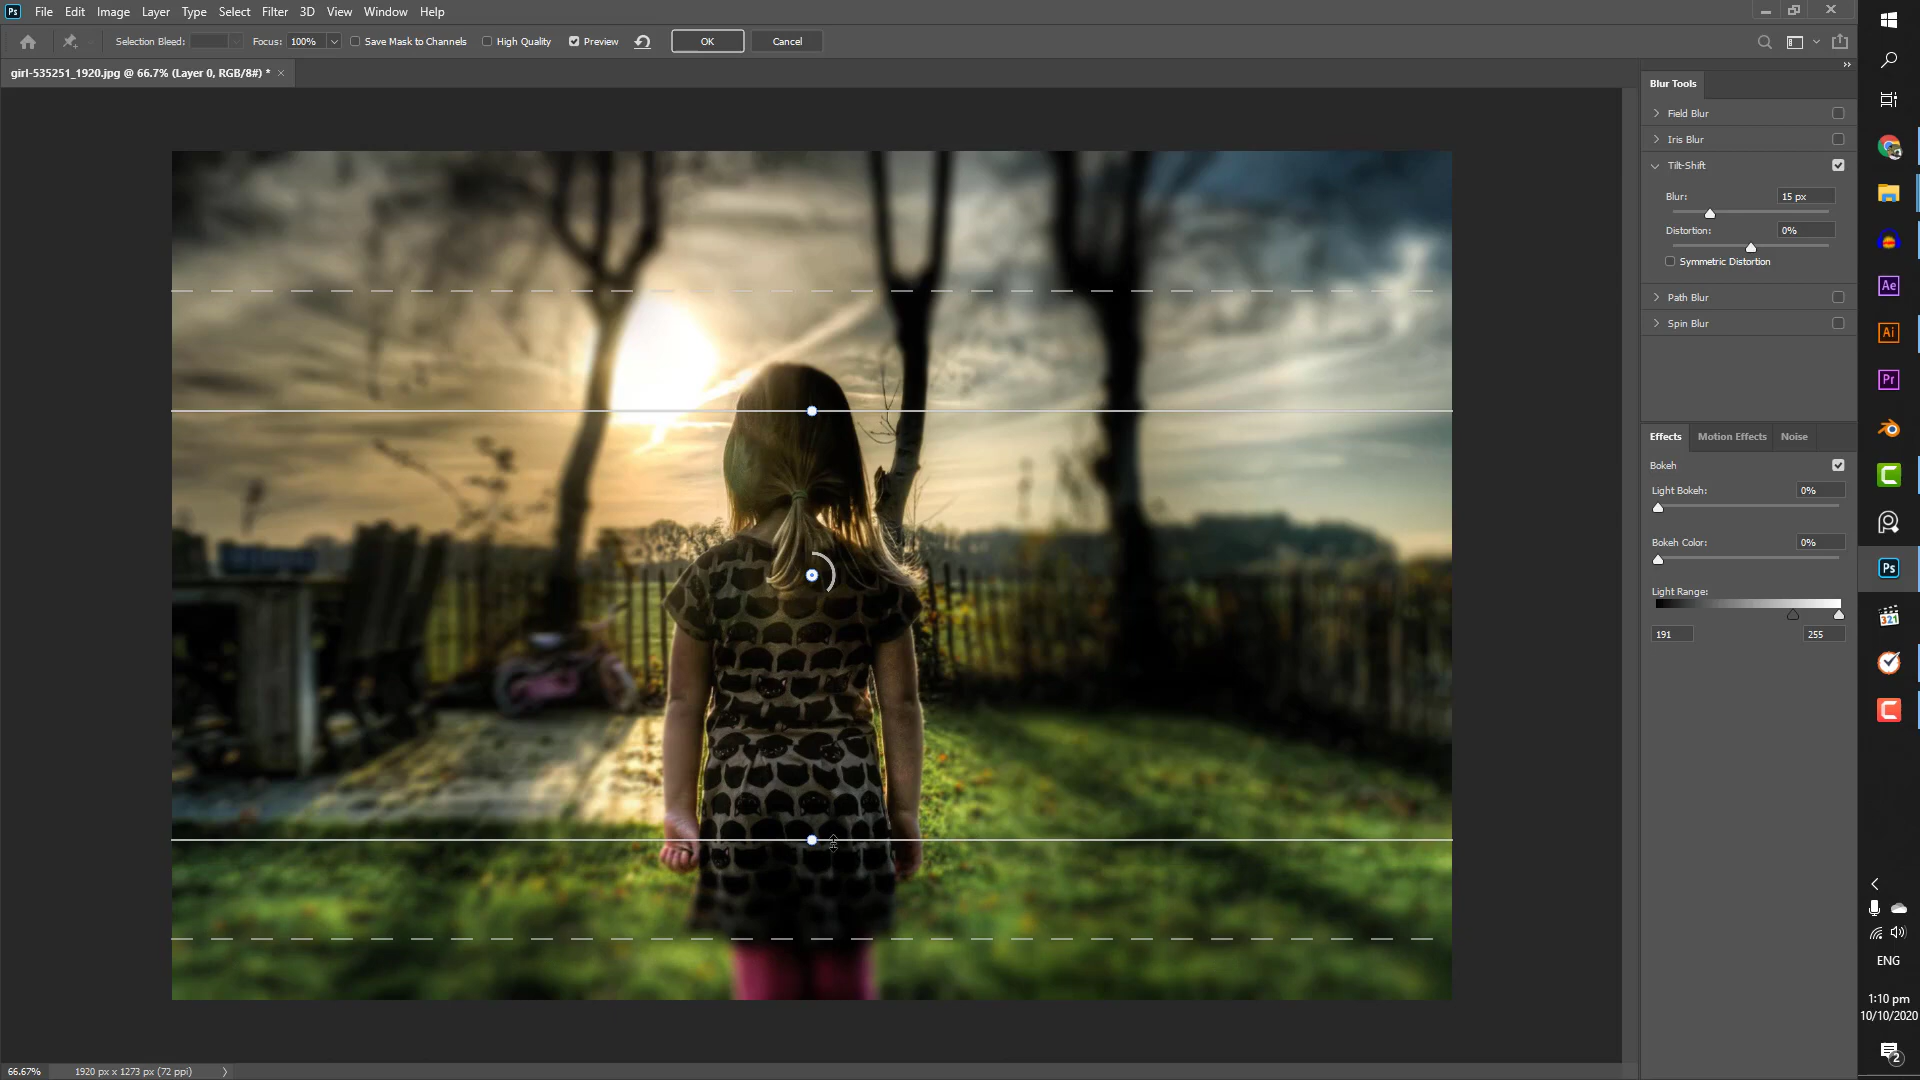 Ps File Edit Image Layer Type Select Filter 3D View Window Help
Selection Bleed: Focus: 100% Save Mask to Channels High Quality Preview OK Cancel
girl-535251_1920.jpg @ 66.7% (Layer 0, RGB/8#) * ×
Blur Tools
Field Blur
Iris Blur
Tilt-Shift
Blur: 15 px
Distortion: 0%
Symmetric Distortion
Path Blur
Spin Blur
Effects Motion Effects Noise
Bokeh
Light Bokeh: 0%
Bokeh Color: 0%
Light Range:
191 255
Ae
Ai
Pr
Ps
321
ENG
1:10 pm
10/10/2020
2
66.67% 1920 px x 1273 px (72 ppi)